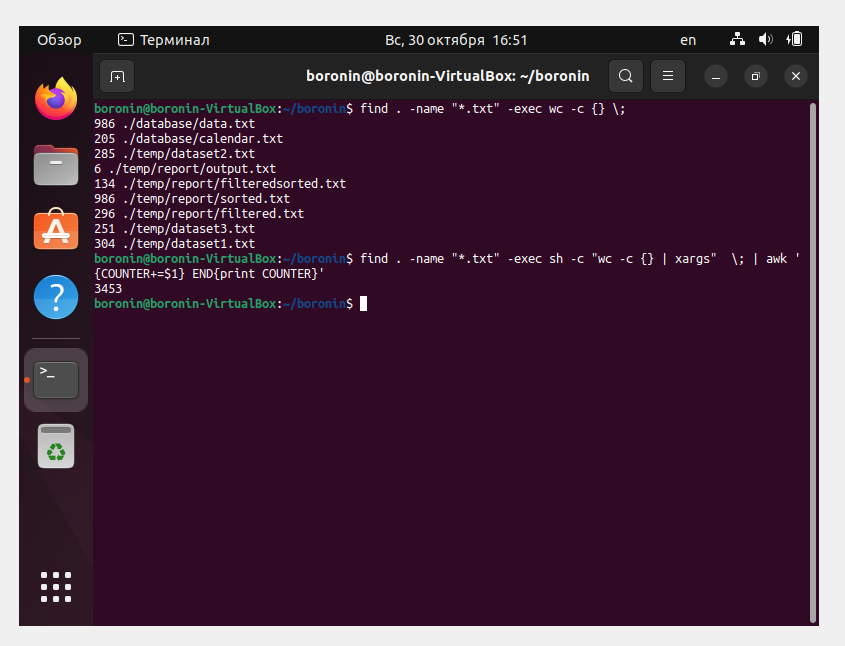 Обзор
Терминал
Вс, 30 октября 16:51
en
boronin@boronin-VirtualBox: ~/boronin
boronin@boronin-VirtualBox:~/boronin$ find . -name "*.txt" -exec wc -c {} \;
986 ./database/data.txt
205 ./database/calendar.txt
285 ./temp/dataset2.txt
6 ./temp/report/output.txt
134 ./temp/report/filteredsorted.txt
986 ./temp/report/sorted.txt
296 ./temp/report/filtered.txt
251 ./temp/dataset3.txt
304 ./temp/dataset1.txt
boronin@boronin-VirtualBox:~/boronin$ find . -name "*.txt" -exec sh -c "wc -c {} | xargs"  \; | awk '
{COUNTER+=$1} END{print COUNTER}'
3453
boronin@boronin-VirtualBox:~/boronin$